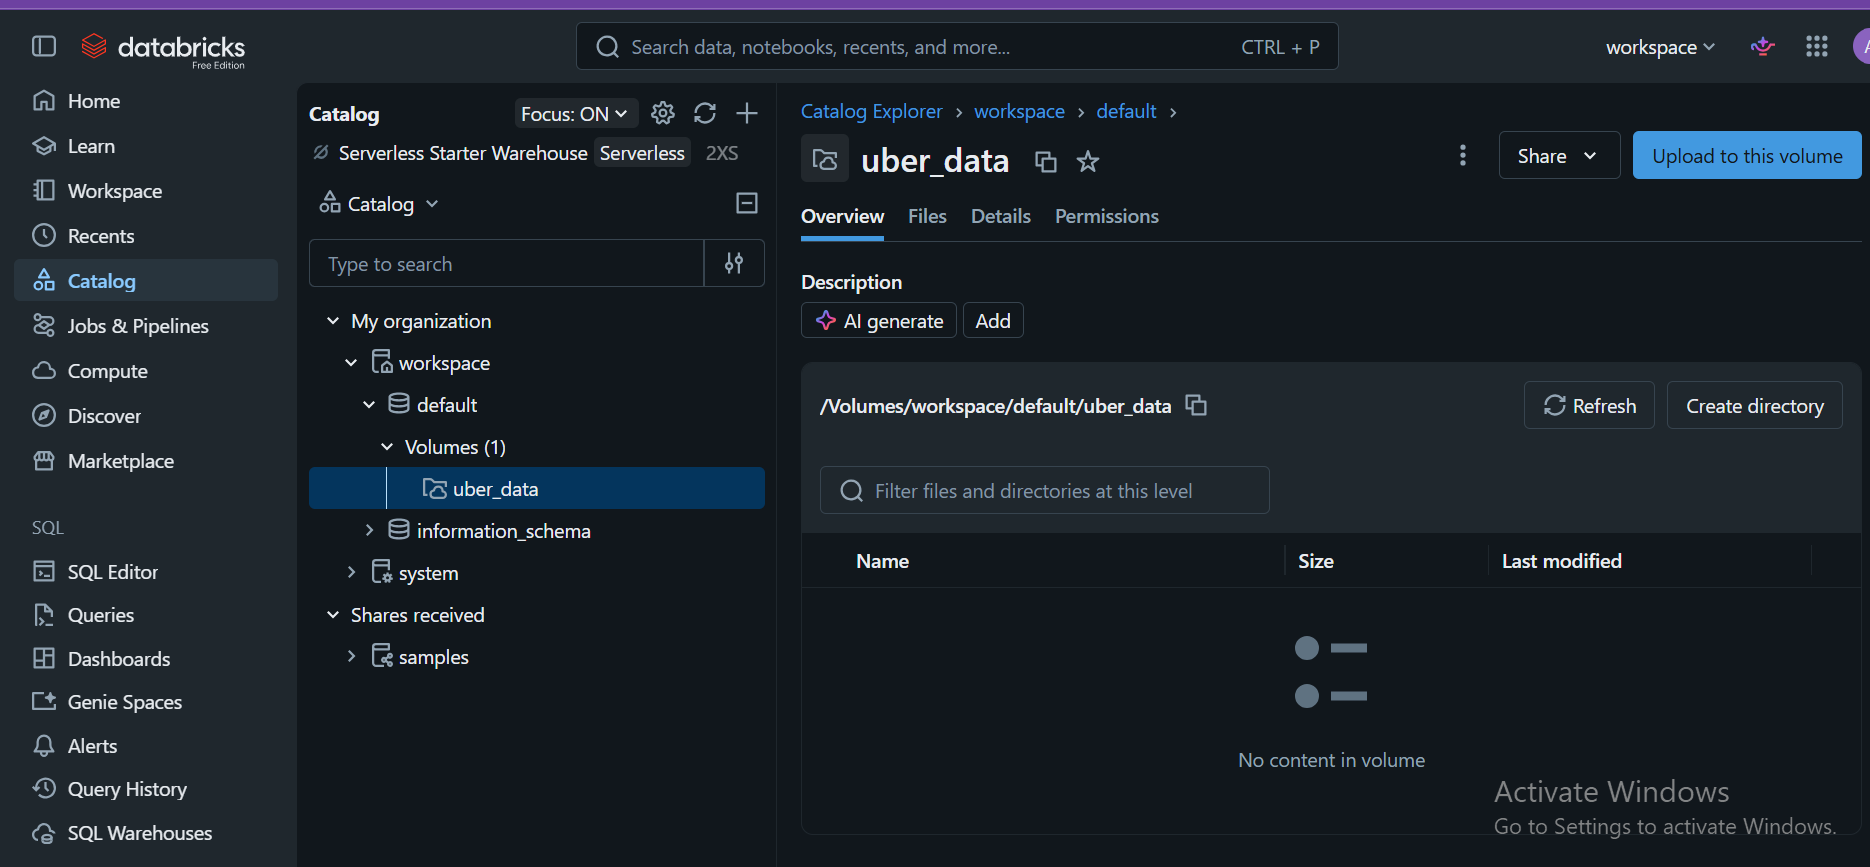 databricks
Free Edition
Search data, notebooks, recents, and more...
CTRL + P
workspace
A
Home
Learn
Workspace
Recents
Catalog
Jobs & Pipelines
Compute
Discover
Marketplace
SQL
SQL Editor
Queries
Dashboards
Genie Spaces
Alerts
Query History
SQL Warehouses
Catalog
Focus: ON
Serverless Starter Warehouse Serverless 2XS
Catalog
Type to search
My organization
workspace
default
Volumes (1)
uber_data
information_schema
system
Shares received
samples
Catalog Explorer > workspace > default >
uber_data
Share
Upload to this volume
Overview Files Details Permissions
Description
AI generate Add
/Volumes/workspace/default/uber_data
Refresh
Create directory
Filter files and directories at this level
Name Size Last modified
No content in volume
Activate Windows
Go to Settings to activate Windows.